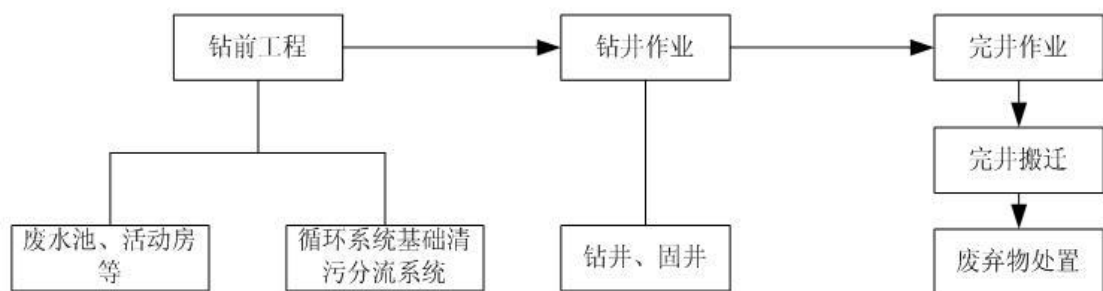 钻前工程
钻井作业
完井作业
完井搬迁
废水池、活动房
等
循环系统基础清
污分流系统
钻井、固井
废弃物处置